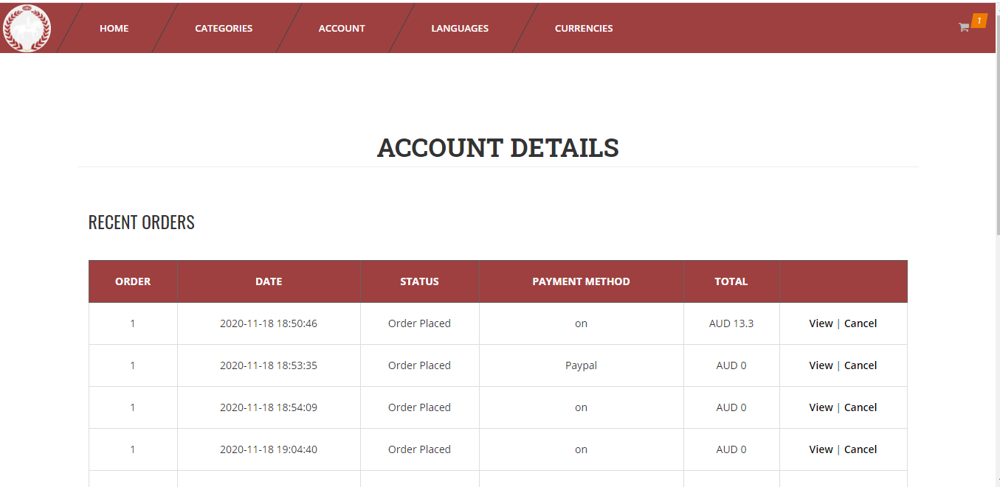 HOME CATEGORIES ACCOUNT LANGUAGES CURRENCIES 1
ACCOUNT DETAILS
RECENT ORDERS
ORDER DATE STATUS PAYMENT METHOD TOTAL
1 2020-11-18 18:50:46 Order Placed on AUD 13.3 View | Cancel
1 2020-11-18 18:53:35 Order Placed Paypal AUD 0 View | Cancel
1 2020-11-18 18:54:09 Order Placed on AUD 0 View | Cancel
1 2020-11-18 19:04:40 Order Placed on AUD 0 View | Cancel